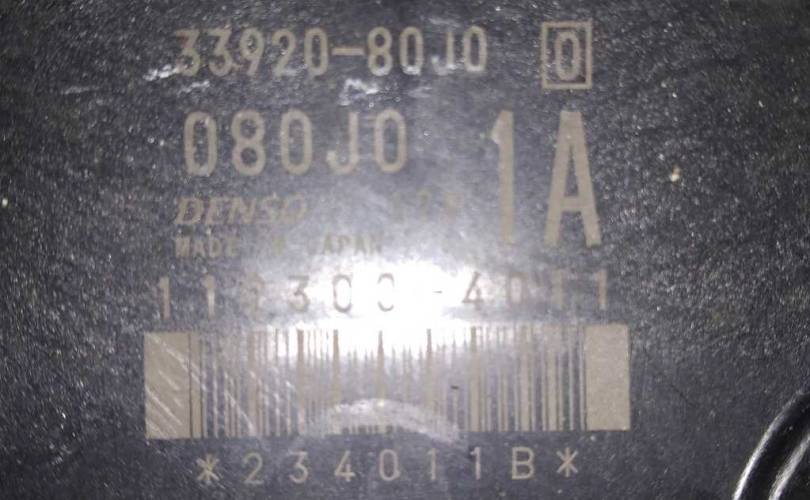 33920-80J0 0
080J0 1A
DENSO
MADE IN JAPAN
*234011B*